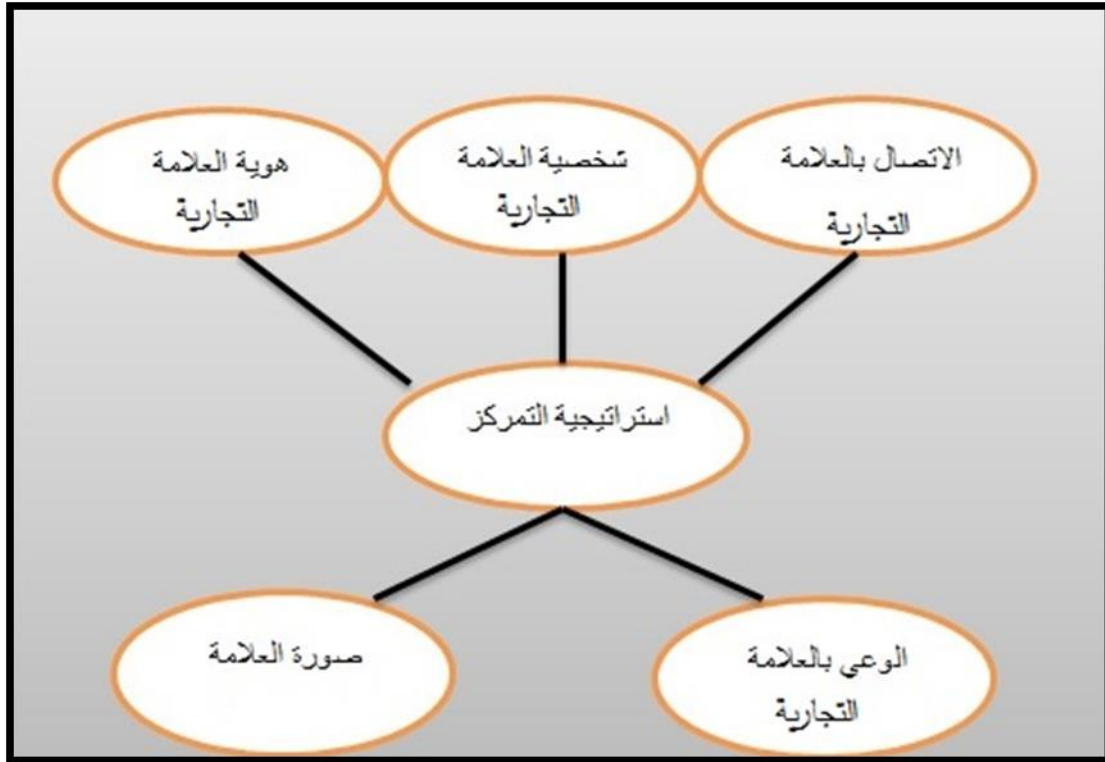 الاتصال بالعلامة
التجارية
شخصية العلامة
التجارية
هوية العلامة
التجارية
استراتيجية التمركز
الوعي بالعلامة
التجارية
صورة العلامة